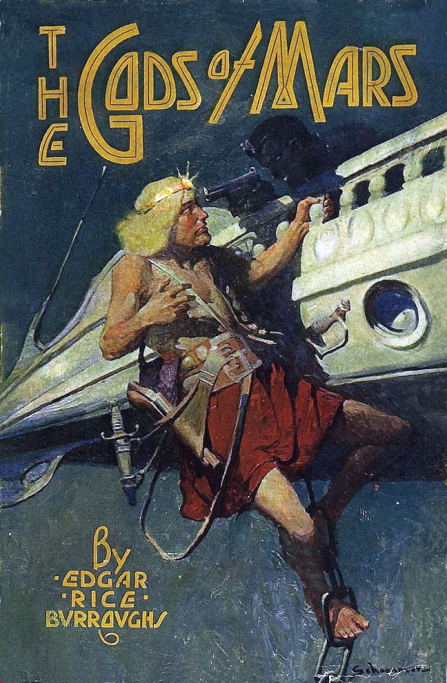 THE
GODS of MARS
By
·EDGAR
·RICE·
BURROUGHS